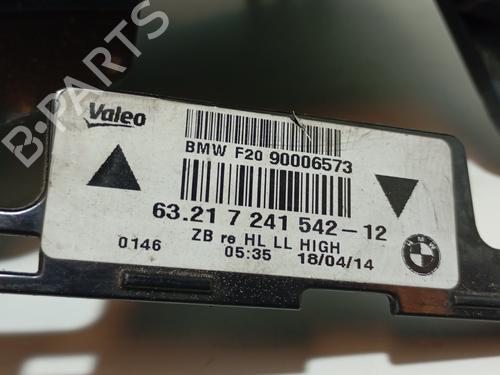 B-PARTS
Valeo
BMW F20 90006573
63.21 7 241 542-12
ZB re HL LL HIGH
0146 05:35 18/04/14